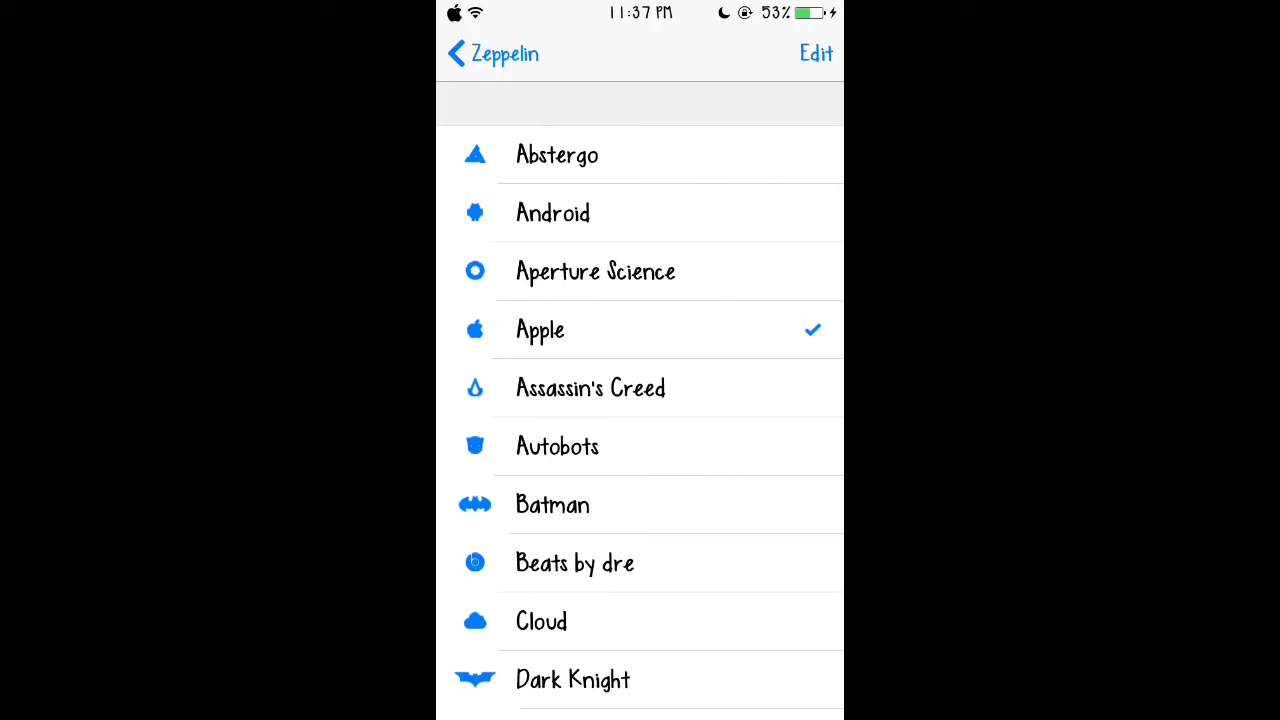 11:37 PM 53%
Zeppelin Edit
Abstergo
Android
Aperture Science
Apple
Assassin's Creed
Autobots
Batman
Beats by dre
Cloud
Dark Knight